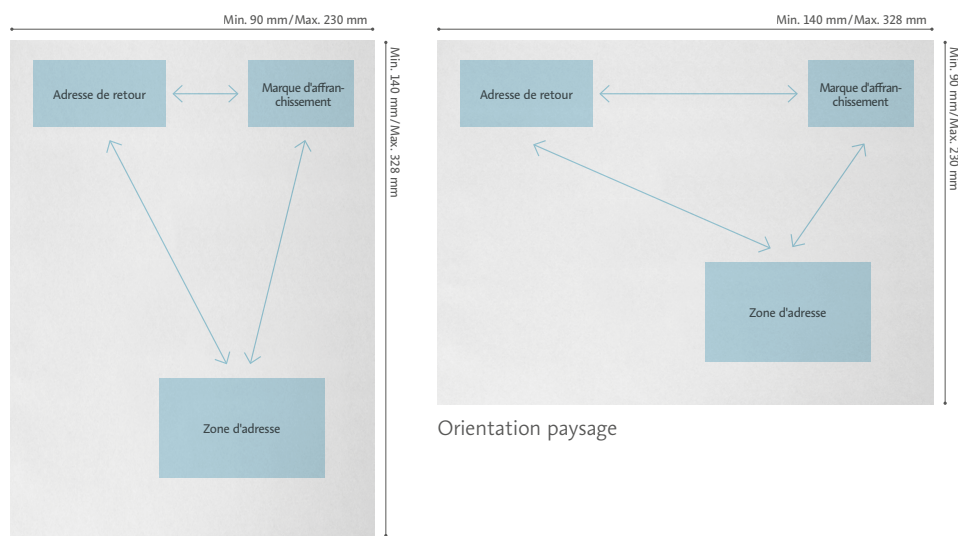 Min. 90 mm/Max. 230 mm
Min. 140 mm/Max. 328 mm
Adresse de retour
Marque d'affran-
chissement
Zone d'adresse
Min. 140 mm/Max. 328 mm
Min. 90 mm/Max. 230 mm
Adresse de retour
Marque d'affran-
chissement
Zone d'adresse
Orientation paysage